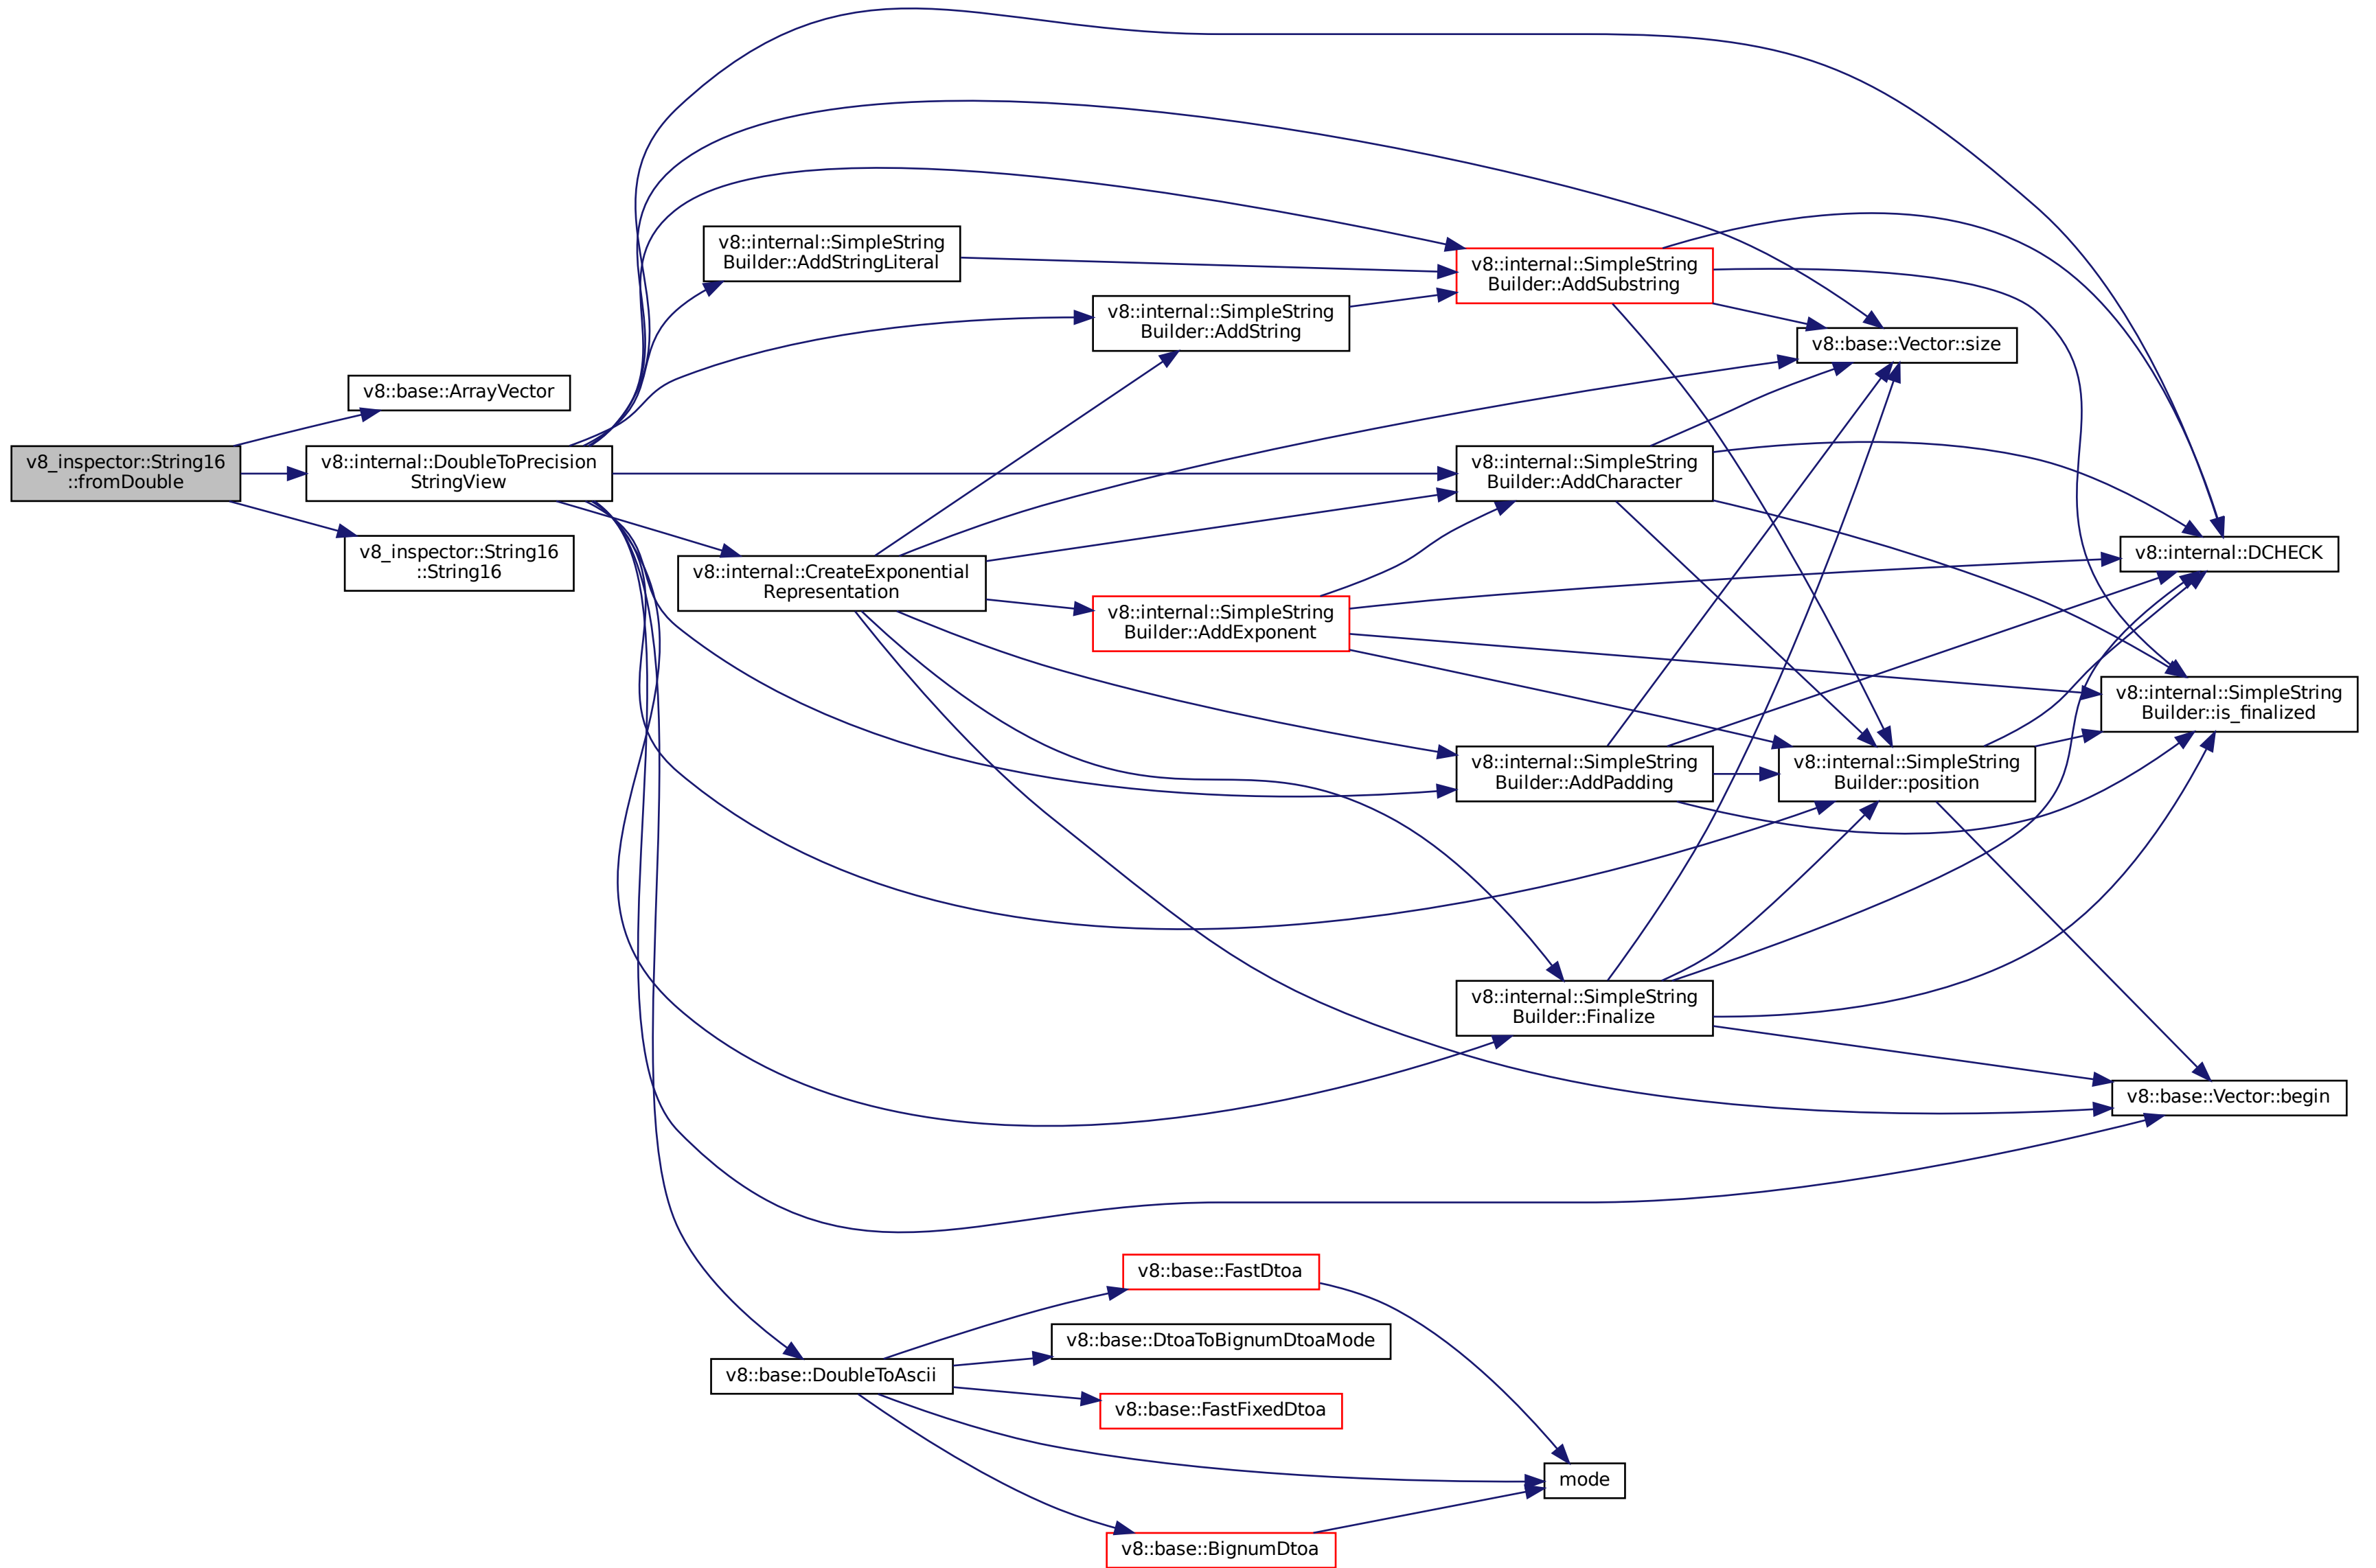 v8_inspector::String16
::fromDouble
v8::base::ArrayVector
v8::internal::DoubleToPrecision
StringView
v8_inspector::String16
::String16
v8::internal::SimpleString
Builder::AddStringLiteral
v8::internal::CreateExponential
Representation
v8::base::DoubleToAscii
v8::internal::SimpleString
Builder::AddString
v8::internal::SimpleString
Builder::AddExponent
v8::base::FastDtoa
v8::base::DtoaToBignumDtoaMode
v8::base::FastFixedDtoa
v8::base::BignumDtoa
v8::internal::SimpleString
Builder::AddSubstring
v8::internal::SimpleString
Builder::AddCharacter
v8::internal::SimpleString
Builder::AddPadding
v8::internal::SimpleString
Builder::Finalize
mode
v8::base::Vector::size
v8::internal::SimpleString
Builder::position
v8::internal::DCHECK
v8::internal::SimpleString
Builder::is_finalized
v8::base::Vector::begin